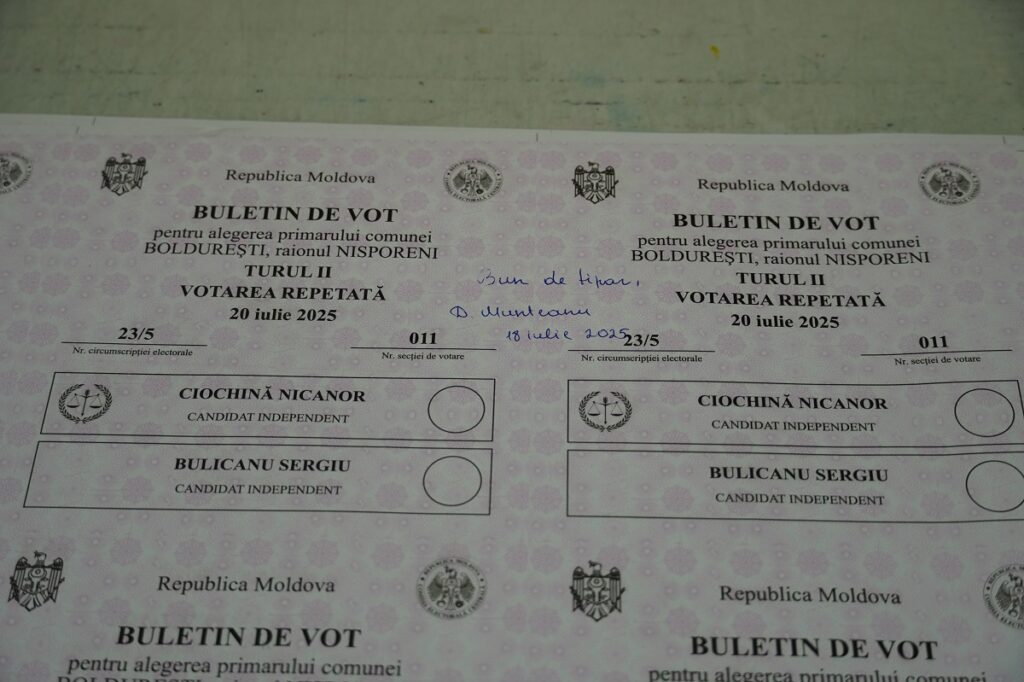 Republica Moldova
BULETIN DE VOT
pentru alegerea primarului comunei
BOLDUREȘTI, raionul NISPORENI
TURUL II
VOTAREA REPETATĂ
20 iulie 2025
23/5
Nr. circumscripției electorale
011
Nr. secției de votare
CIOCHINĂ NICANOR
CANDIDAT INDEPENDENT
BULICANU SERGIU
CANDIDAT INDEPENDENT
Bun de tipar,
D. Munteanu
18 iulie 2025
Republica Moldova
BULETIN DE VOT
pentru alegerea primarului comunei
BOLDUREȘTI, raionul NISPORENI
TURUL II
VOTAREA REPETATĂ
20 iulie 2025
23/5
Nr. circumscripției electorale
011
Nr. secției de votare
CIOCHINĂ NICANOR
CANDIDAT INDEPENDENT
BULICANU SERGIU
CANDIDAT INDEPENDENT
Republica Moldova
BULETIN DE VOT
pentru alegerea primarului comunei
Republica Moldova
BULETIN DE VOT
pentru alegerea primarului comunei